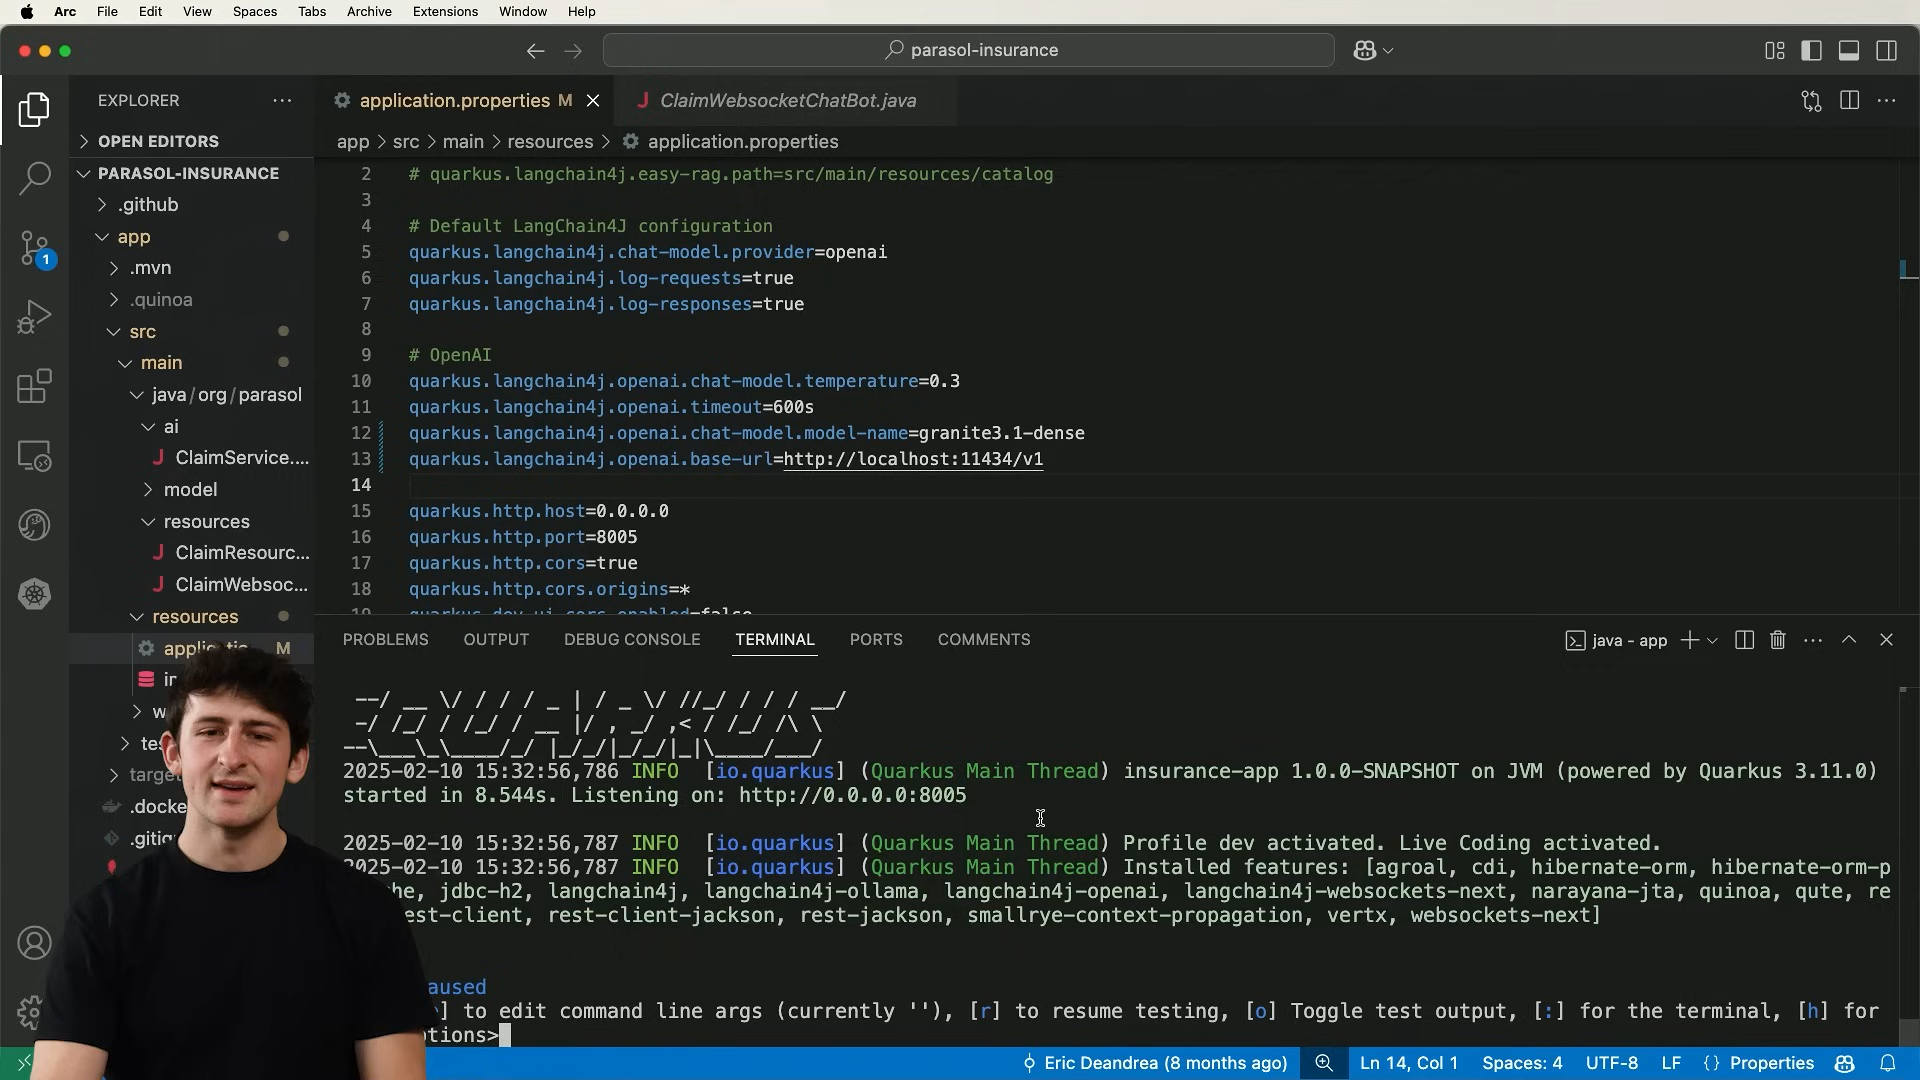 Arc File Edit View Spaces Tabs Archive Extensions Window Help
parasol-insurance
EXPLORER
OPEN EDITORS
PARASOL-INSURANCE
.github
app
.mvn
.quinoa
src
main
java/org/parasol
ai
ClaimService....
model
resources
ClaimResourc...
ClaimWebsoc...
resources
M
target
1
application.properties M
ClaimWebsocketChatBot.java
app > src > main > resources > application.properties
2 # quarkus.langchain4j.easy-rag.path=src/main/resources/catalog
3
4 # Default LangChain4J configuration
5 quarkus.langchain4j.chat-model.provider=openai
6 quarkus.langchain4j.log-requests=true
7 quarkus.langchain4j.log-responses=true
8
9 # OpenAI
10 quarkus.langchain4j.openai.chat-model.temperature=0.3
11 quarkus.langchain4j.openai.timeout=600s
12 quarkus.langchain4j.openai.chat-model.model-name=granite3.1-dense
13 quarkus.langchain4j.openai.base-url=http://localhost:11434/v1
14
15 quarkus.http.host=0.0.0.0
16 quarkus.http.port=8005
17 quarkus.http.cors=true
18 quarkus.http.cors.origins=*
PROBLEMS OUTPUT DEBUG CONSOLE TERMINAL PORTS COMMENTS
java - app
--/ __ \/ / / / _ | / _ \/ //_/ / / / __/
-/ /_/ / /_/ / __ |/ , _/ ,< / /_/ /\ \
--\___\_\____/_/ |_/_/|_/_/|_|\____/___/
2025-02-10 15:32:56,786 INFO [io.quarkus] (Quarkus Main Thread) insurance-app 1.0.0-SNAPSHOT on JVM (powered by Quarkus 3.11.0)
started in 8.544s. Listening on: http://0.0.0.0:8005
2025-02-10 15:32:56,787 INFO [io.quarkus] (Quarkus Main Thread) Profile dev activated. Live Coding activated.
2025-02-10 15:32:56,787 INFO [io.quarkus] (Quarkus Main Thread) Installed features: [agroal, cdi, hibernate-orm, hibernate-orm-p
he, jdbc-h2, langchain4j, langchain4j-ollama, langchain4j-openai, langchain4j-websockets-next, narayana-jta, quinoa, qute, re
est-client, rest-client-jackson, rest-jackson, smallrye-context-propagation, vertx, websockets-next]
aused
] to edit command line args (currently ''), [r] to resume testing, [o] Toggle test output, [:] for the terminal, [h] for
tions>
Eric Deandrea (8 months ago) Ln 14, Col 1 Spaces: 4 UTF-8 LF {} Properties